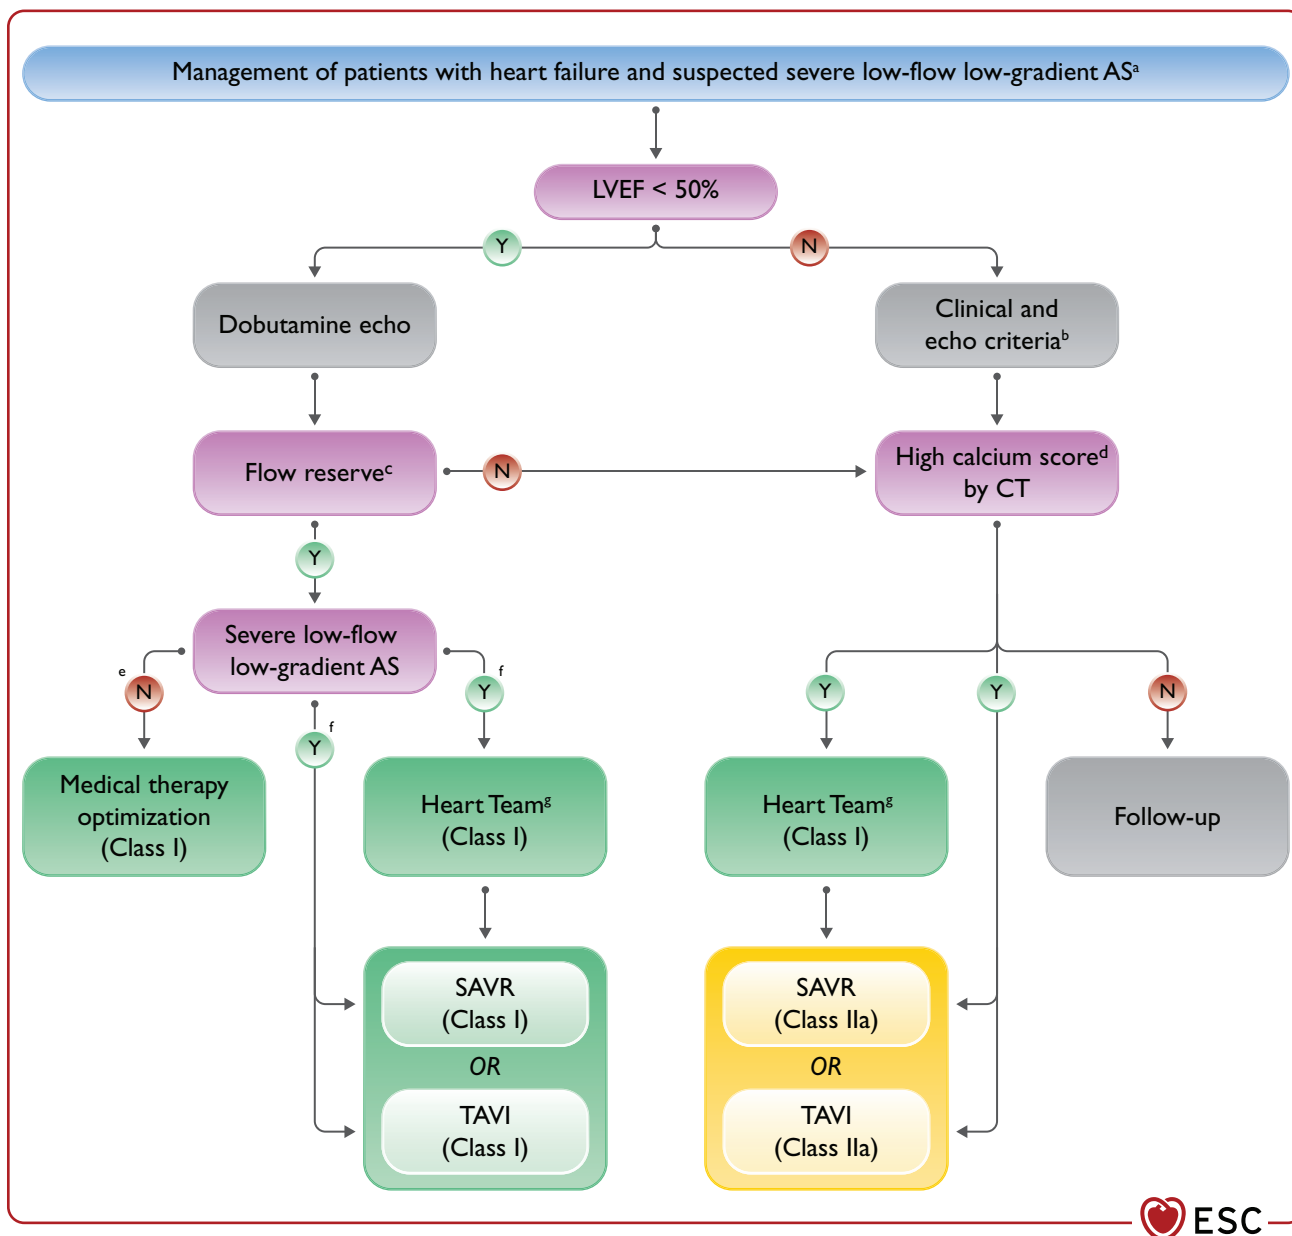 Management of patients with heart failure and suspected severe low-flow low-gradient ASᵃ
LVEF < 50%
Y
N
Dobutamine echo
Clinical and
echo criteriaᵇ
Flow reserveᶜ
N
High calcium scoreᵈ
by CT
Y
Severe low-flow
low-gradient AS
e
N
f
Y
f
Y
Y
Y
N
Medical therapy
optimization
(Class I)
Heart Teamᵍ
(Class I)
Heart Teamᵍ
(Class I)
Follow-up
SAVR
(Class I)
OR
TAVI
(Class I)
SAVR
(Class IIa)
OR
TAVI
(Class IIa)
ESC